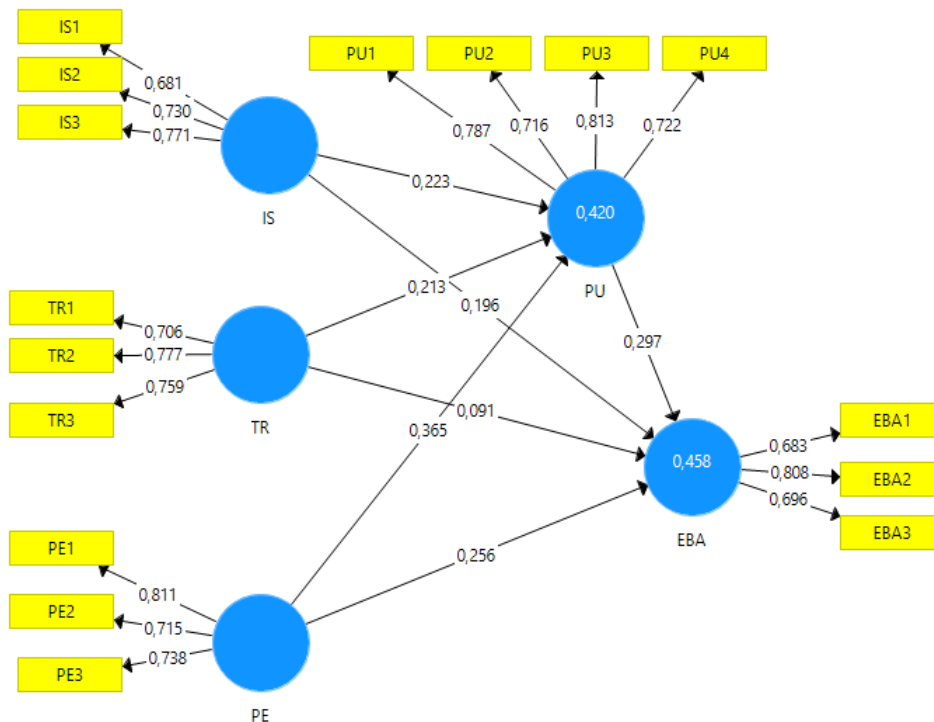 IS1
IS2
IS3
0,681
0,730
0,771
IS
PU1
PU2
PU3
PU4
0,787
0,716
0,813
0,722
0,420
PU
0,223
0,213
0,196
0,297
TR1
TR2
TR3
0,706
0,777
0,759
TR
0,365
0,091
0,256
0,458
EBA
0,683
0,808
0,696
EBA1
EBA2
EBA3
PE1
PE2
PE3
0,811
0,715
0,738
PE